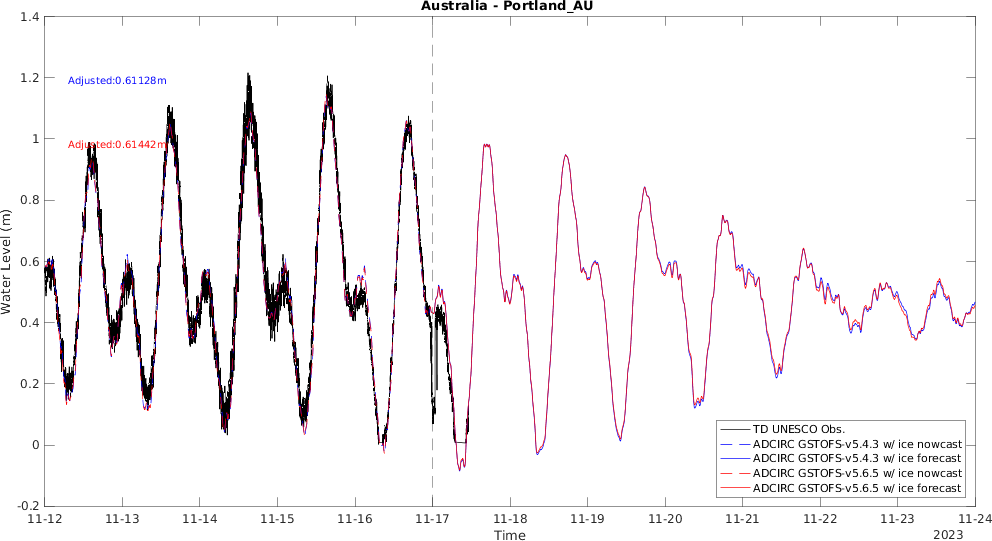 Australia - Portland_AU
1.4
1.2
1
0.8
0.6
0.4
0.2
0
-0.2
Water Level (m)
Adjusted:0.61128m
Adjusted:0.61442m
TD UNESCO Obs.
ADCIRC GSTOFS-v5.4.3 w/ ice nowcast
ADCIRC GSTOFS-v5.4.3 w/ ice forecast
ADCIRC GSTOFS-v5.6.5 w/ ice nowcast
ADCIRC GSTOFS-v5.6.5 w/ ice forecast
11-12 11-13 11-14 11-15 11-16 11-17 11-18 11-19 11-20 11-21 11-22 11-23 11-24
Time
2023